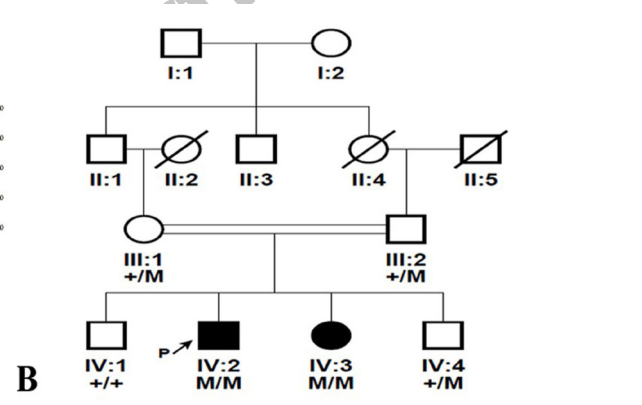 I:1 I:2
II:1 II:2 II:3 II:4 II:5
III:1 III:2
+/M +/M
P IV:1 IV:2 IV:3 IV:4
B +/+ M/M M/M +/M